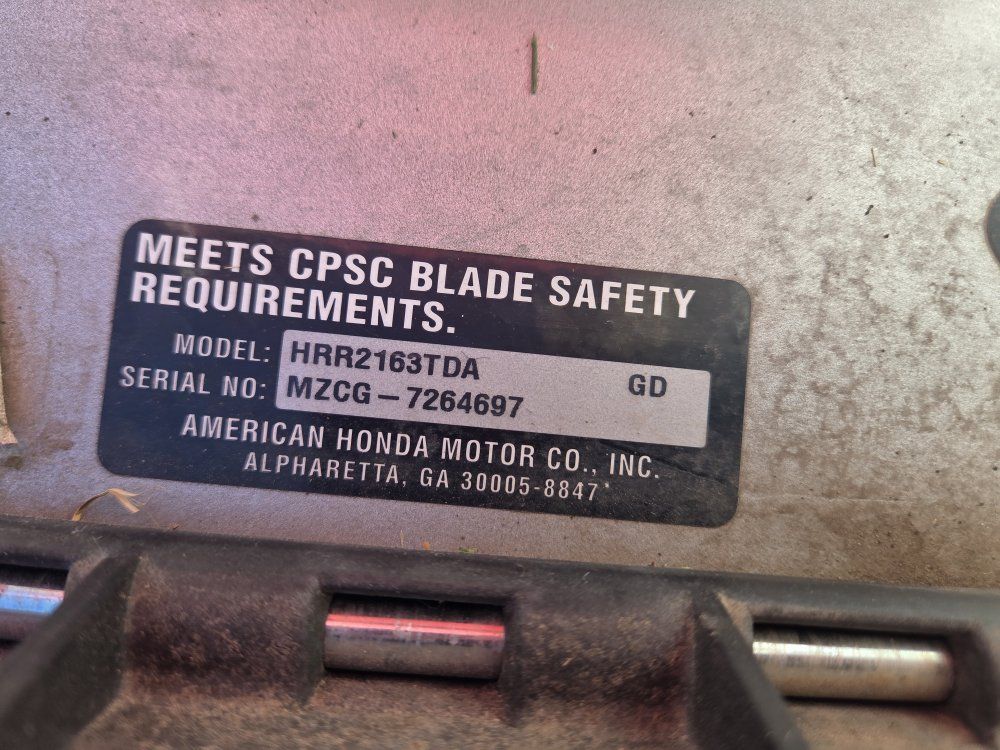 MEETS CPSC BLADE SAFETY
REQUIREMENTS.
MODEL: HRR2163TDA GD
SERIAL NO: MZCG-7264697
AMERICAN HONDA MOTOR CO., INC.
ALPHARETTA, GA 30005-8847